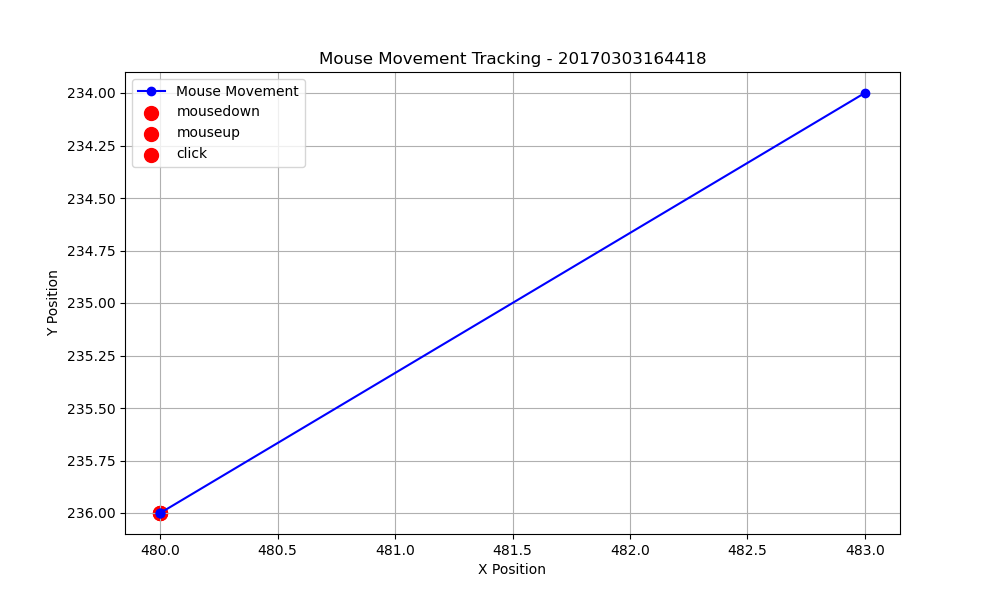 Mouse Movement Tracking - 20170303164418
Mouse Movement
mousedown
mouseup
click
Y Position
234.00
234.25
234.50
234.75
235.00
235.25
235.50
235.75
236.00
480.0 480.5 481.0 481.5 482.0 482.5 483.0
X Position